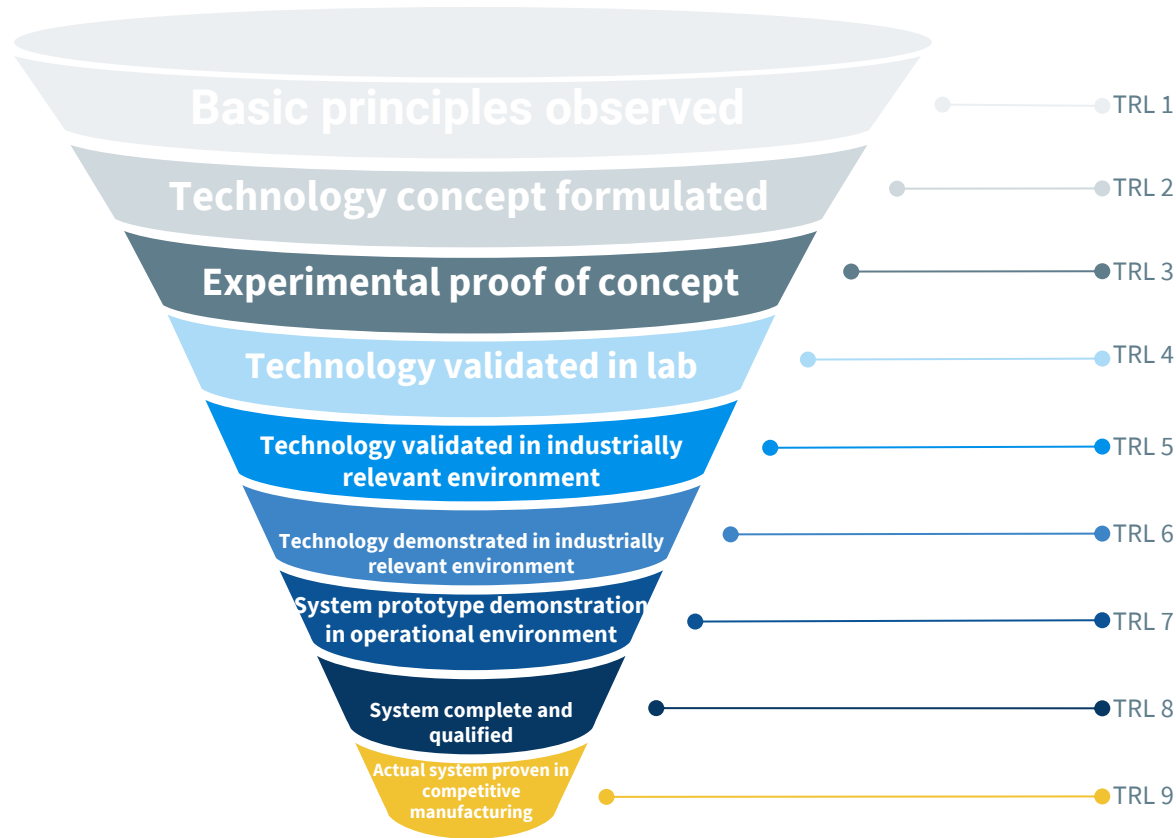 Basic principles observed
TRL 1
Technology concept formulated
TRL 2
Experimental proof of concept
TRL 3
Technology validated in lab
TRL 4
Technology validated in industrially
relevant environment
TRL 5
Technology demonstrated in industrially
relevant environment
TRL 6
System prototype demonstration
in operational environment
TRL 7
System complete and
qualified
TRL 8
Actual system proven in
competitive
manufacturing
TRL 9